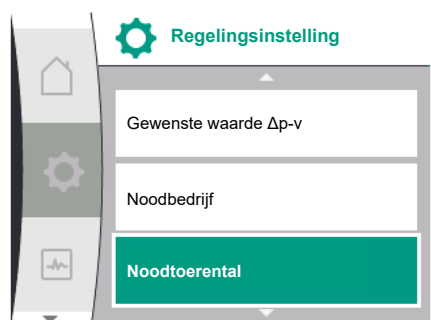 Regelingsinstelling
Gewenste waarde Δp-v
Noodbedrijf
Noodtoerental